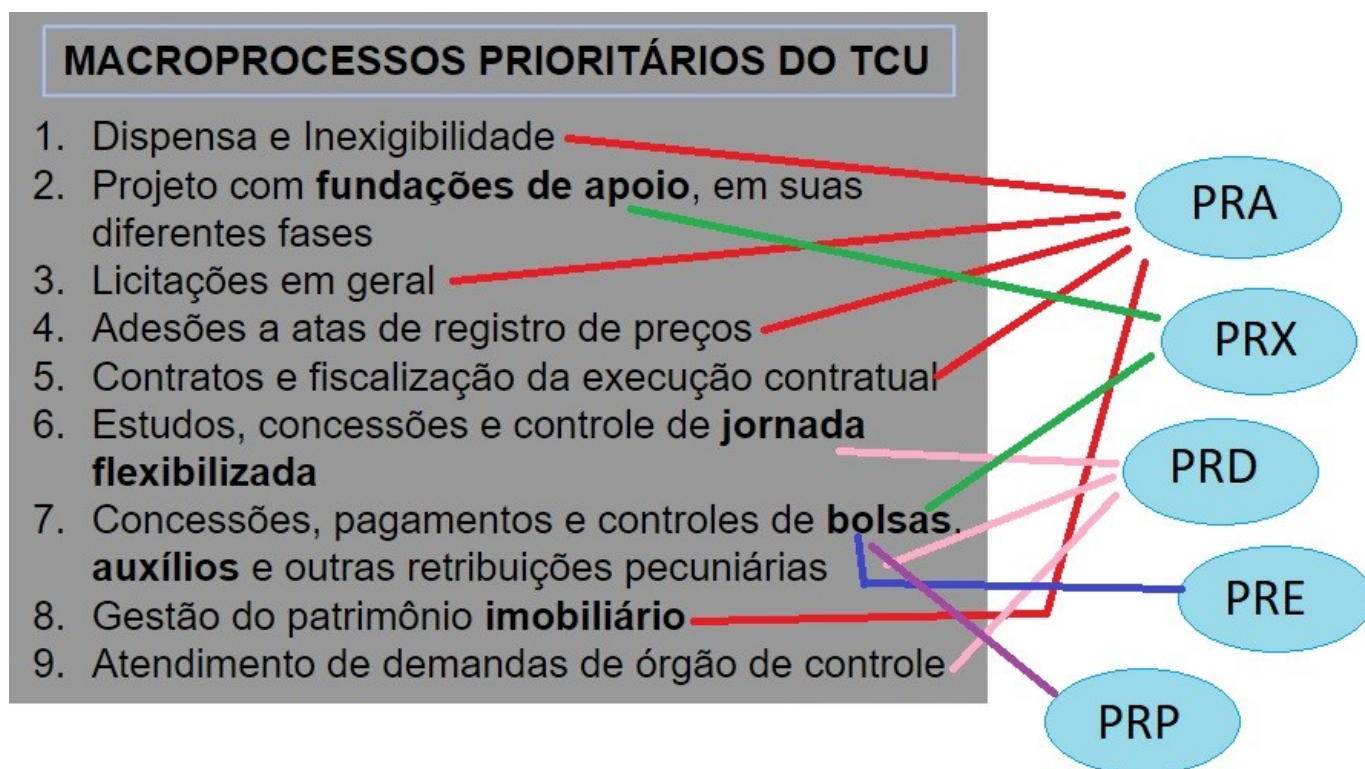 MACROPROCESSOS PRIORITÁRIOS DO TCU
1. Dispensa e Inexigibilidade
2. Projeto com fundações de apoio, em suas
diferentes fases
3. Licitações em geral
4. Adesões a atas de registro de preços
5. Contratos e fiscalização da execução contratual
6. Estudos, concessões e controle de jornada
flexibilizada
7. Concessões, pagamentos e controles de bolsas,
auxílios e outras retribuições pecuniárias
8. Gestão do patrimônio imobiliário
9. Atendimento de demandas de órgão de controle
PRA
PRX
PRD
PRE
PRP